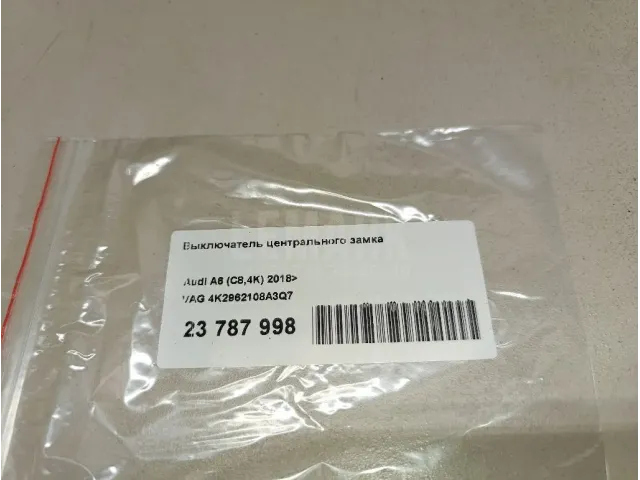 Выключатель центрального замка
Audi A6 (C8,4K) 2018>
VAG 4K2962108A3Q7
23 787 998